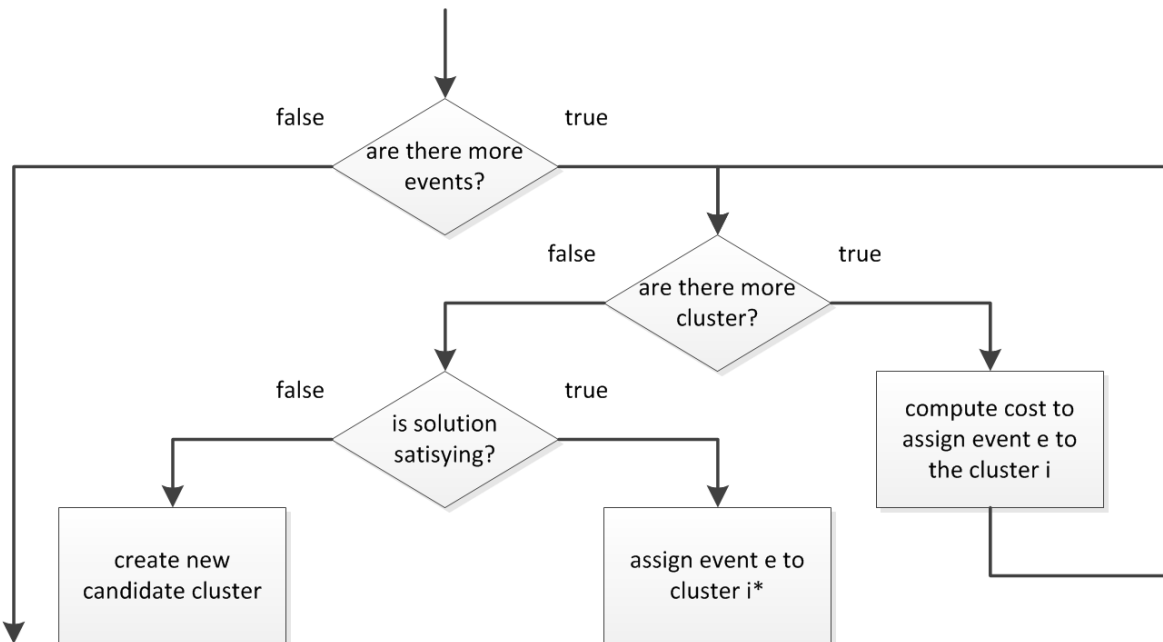 false
true
are there more
events?
false
true
are there more
cluster?
false
true
is solution
satisying?
compute cost to
assign event e to
the cluster i
create new
candidate cluster
assign event e to
cluster i*